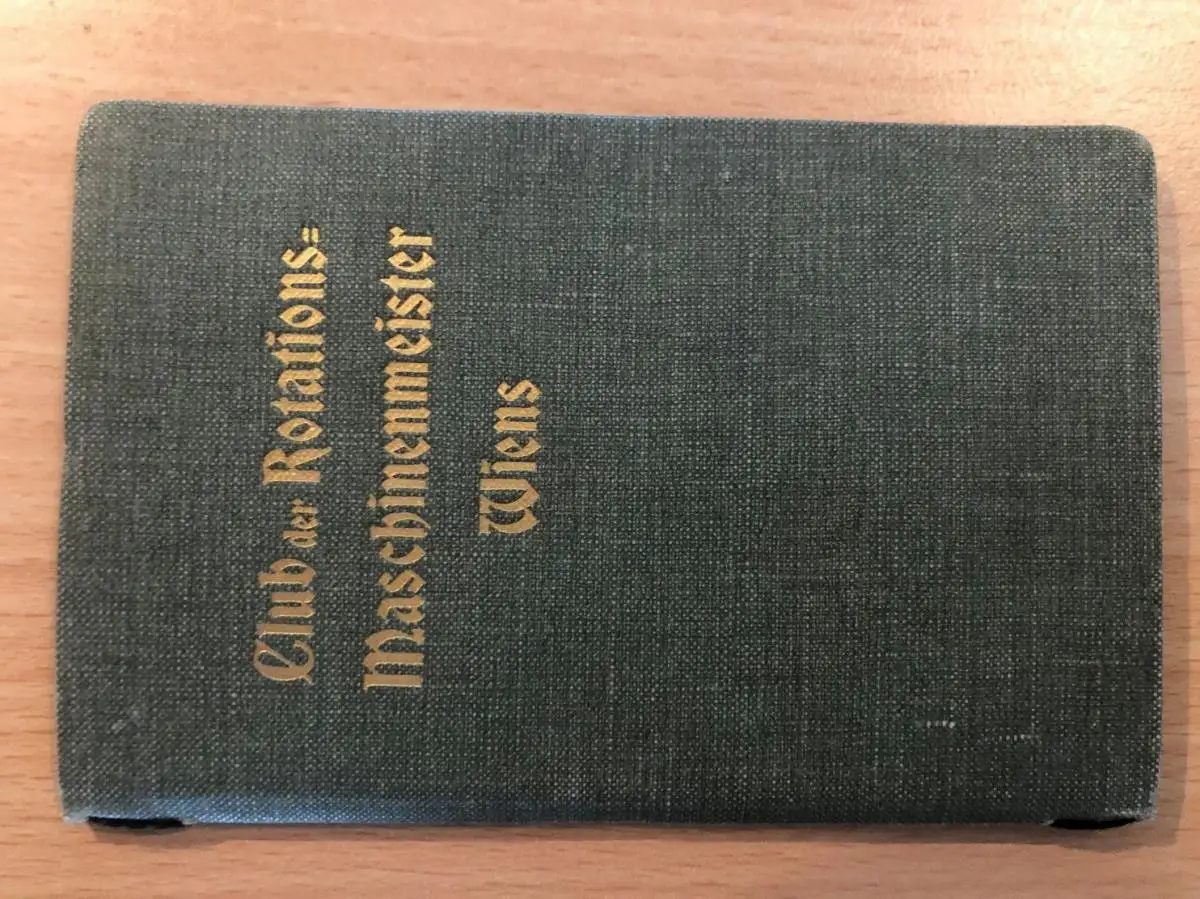 Club der Rotations=
Maschinenmeister
Wiens